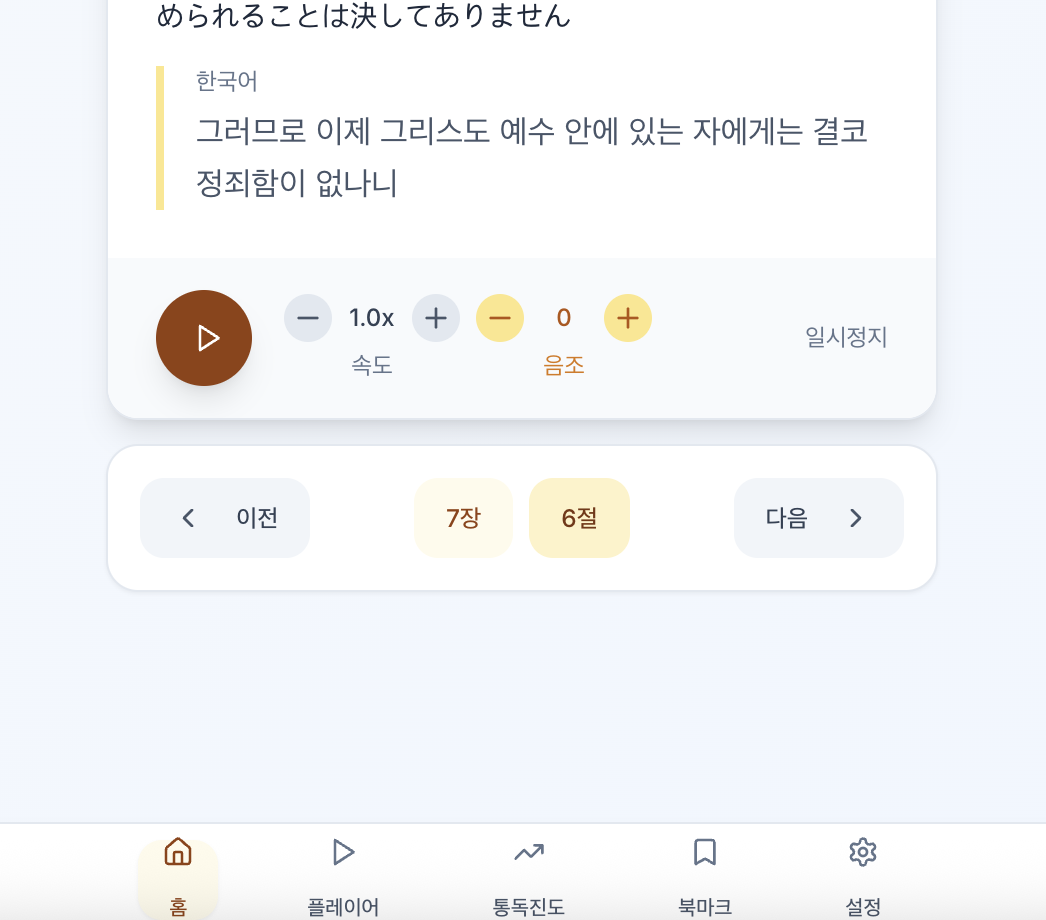 められることは決してありません
한국어
그러므로 이제 그리스도 예수 안에 있는 자에게는 결코
정죄함이 없나니
1.0x
속도
0
음조
일시정지
이전
7장
6절
다음
홈
플레이어
통독진도
북마크
설정